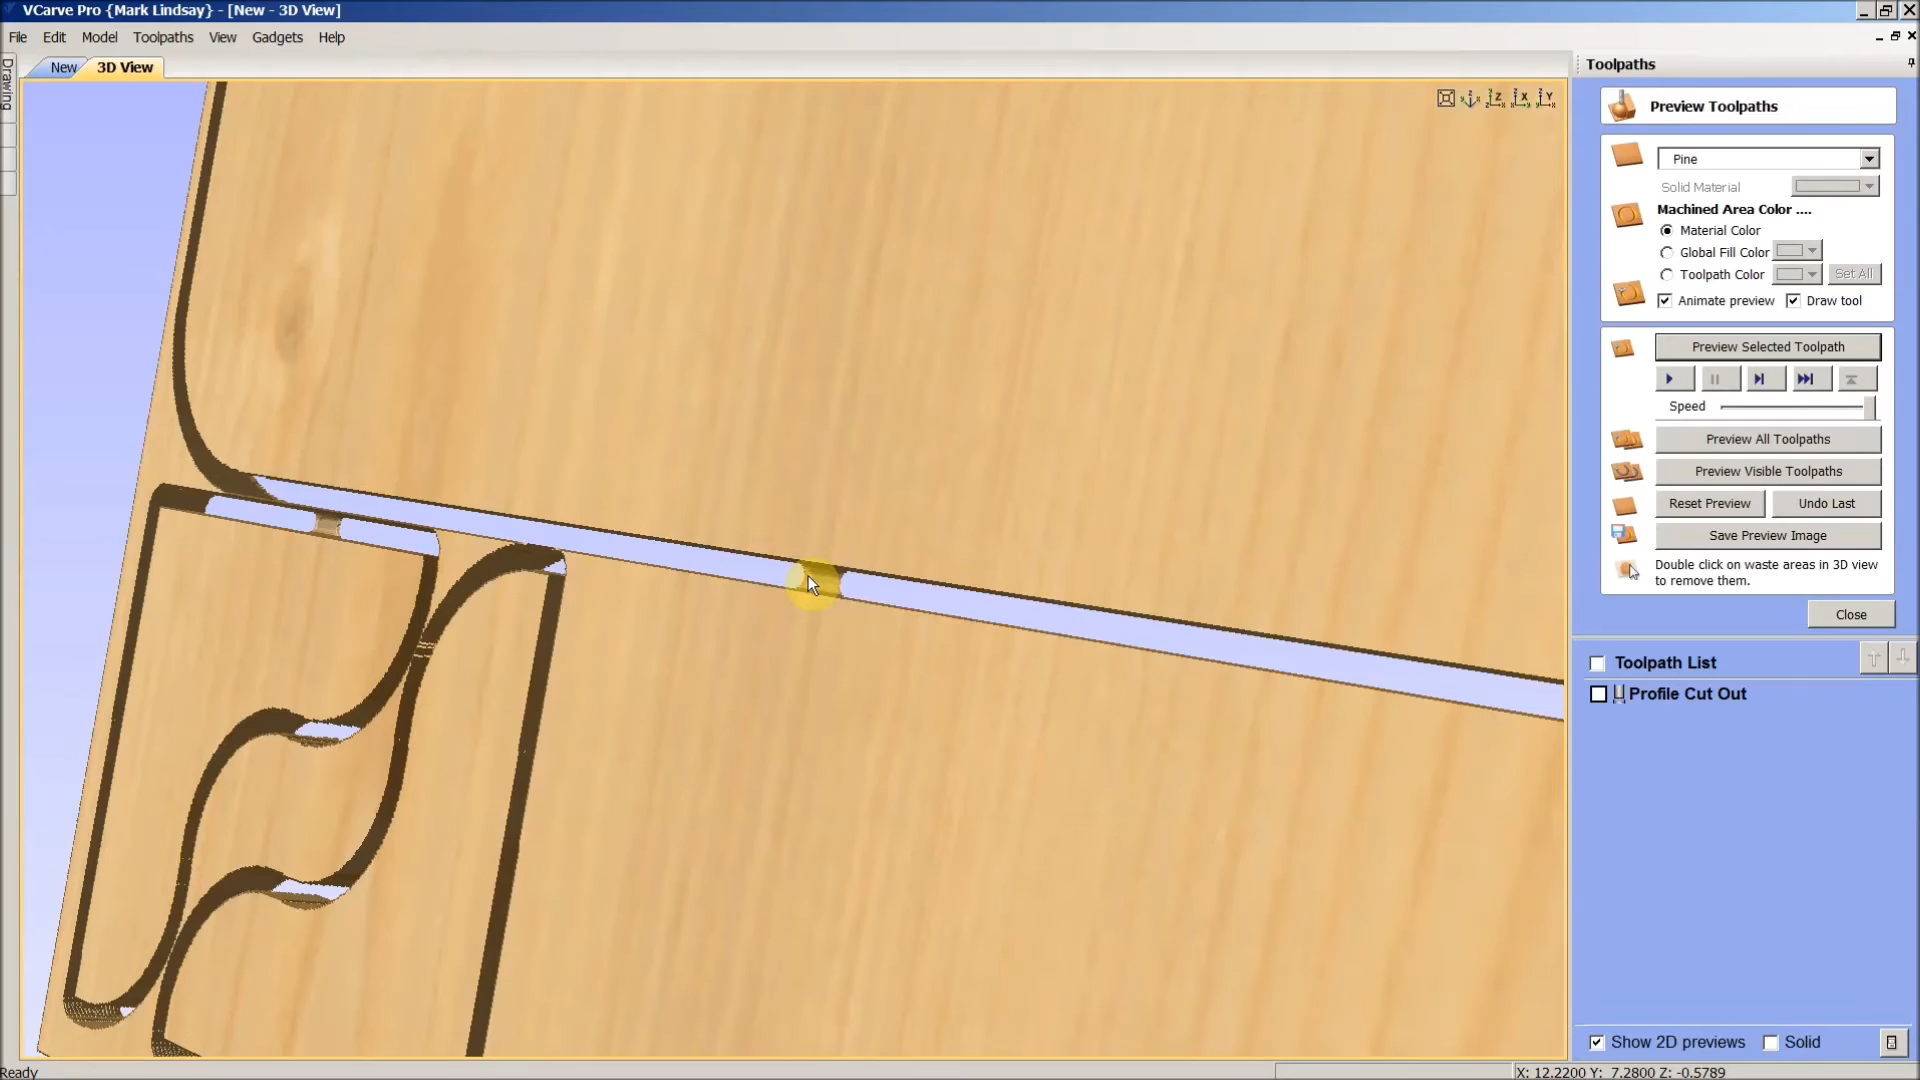 VCarve Pro {Mark Lindsay} - [New - 3D View]
File Edit Model Toolpaths View Gadgets Help
Drawing
New 3D View
Toolpaths
Preview Toolpaths
Pine
Solid Material
Machined Area Color ....
Material Color
Global Fill Color
Toolpath Color Set All
Animate preview Draw tool
Preview Selected Toolpath
Speed
Preview All Toolpaths
Preview Visible Toolpaths
Reset Preview Undo Last
Save Preview Image
Double click on waste areas in 3D view
to remove them.
Close
Toolpath List
Profile Cut Out
Show 2D previews Solid
Ready X: 12.2200 Y: 7.2800 Z: -0.5789